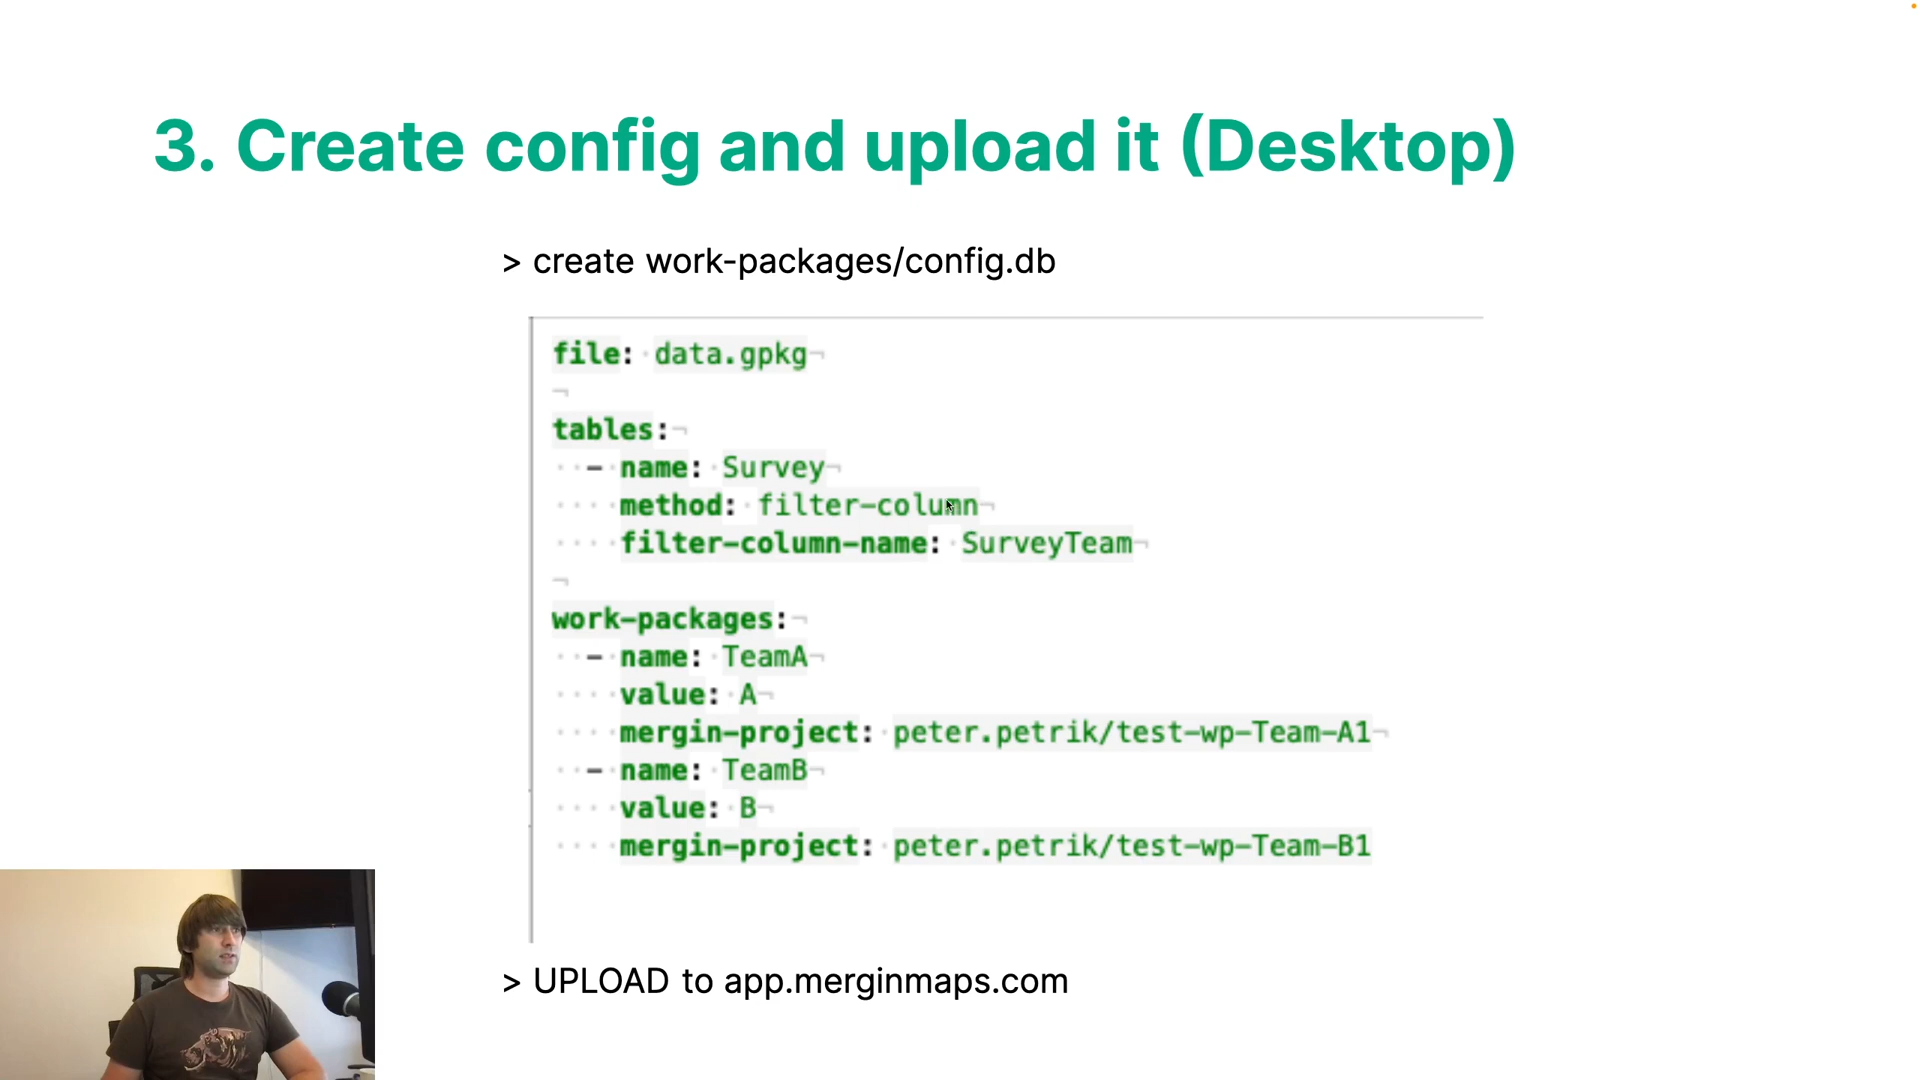 3. Create config and upload it (Desktop)
> create work-packages/config.db
file: data.gpkg
tables:
- name: Survey
method: filter-column
filter-column-name: SurveyTeam
work-packages:
- name: TeamA
value: A
mergin-project: peter.petrik/test-wp-Team-A1
- name: TeamB
value: B
mergin-project: peter.petrik/test-wp-Team-B1
> UPLOAD to app.merginmaps.com